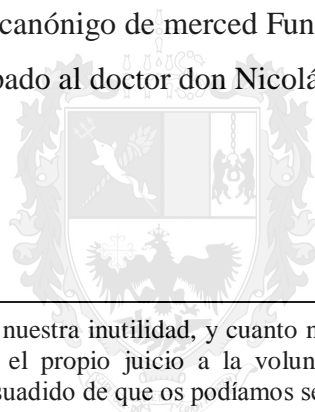 canónigo de merced Fun
bado al doctor don Nicolá
nuestra inutilidad, y cuanto n
el propio juicio a la volun
suadido de que os podíamos se